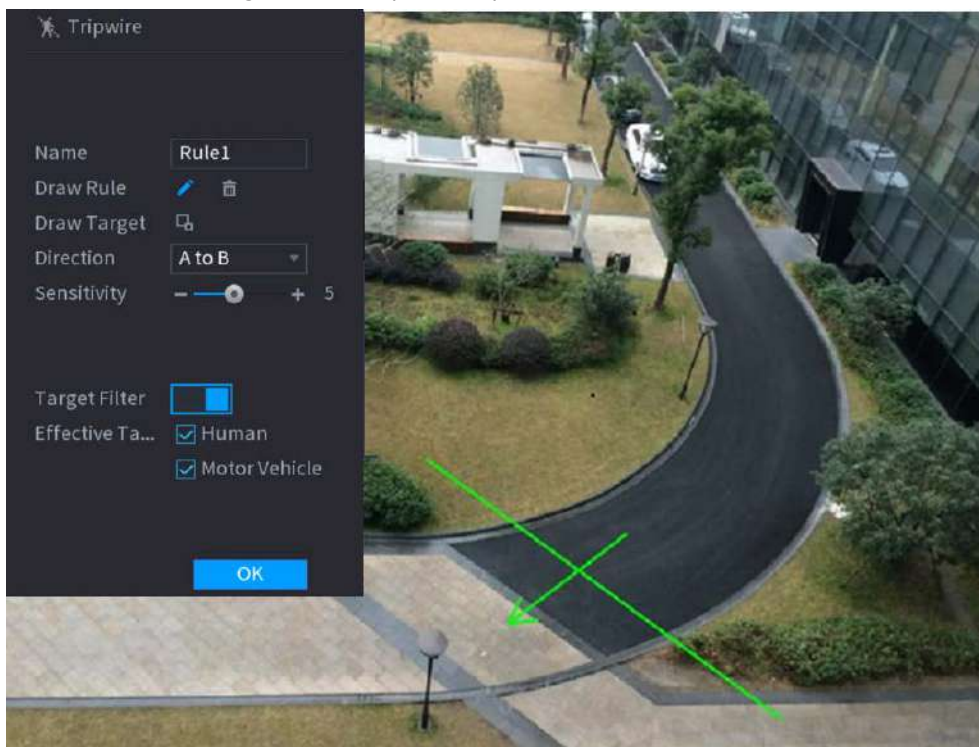 Tripwire
Name Rule1
Draw Rule
Draw Target
Direction A to B
Sensitivity - + 5
Target Filter
Effective Ta... Human
Motor Vehicle
OK